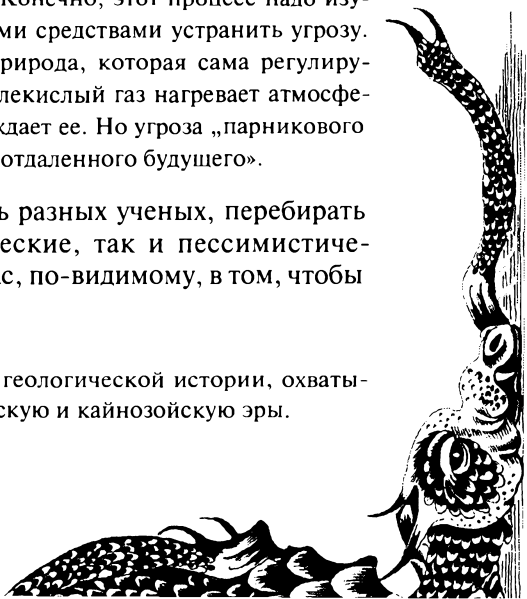 Конечно, этот процесс надо изу-
ми средствами устранить угрозу.
рирода, которая сама регулиру-
лекислый газ нагревает атмосфе-
ждает ее. Но угроза „парникового
отдаленного будущего».
ь разных ученых, перебирать
еские, так и пессимистиче-
с, по-видимому, в том, чтобы
геологической истории, охваты-
скую и кайнозойскую эры.